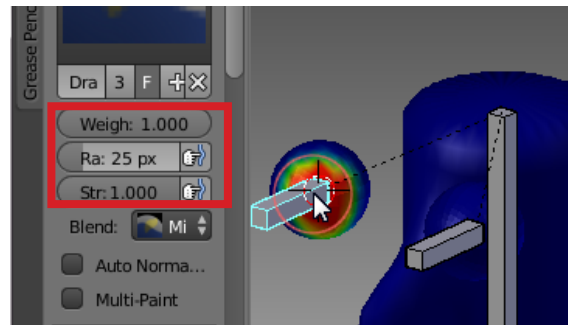 Grease Penc
Dra 3 F
Weigh: 1.000
Ra: 25 px
Str: 1.000
Blend: Mi
Auto Norma...
Multi-Paint